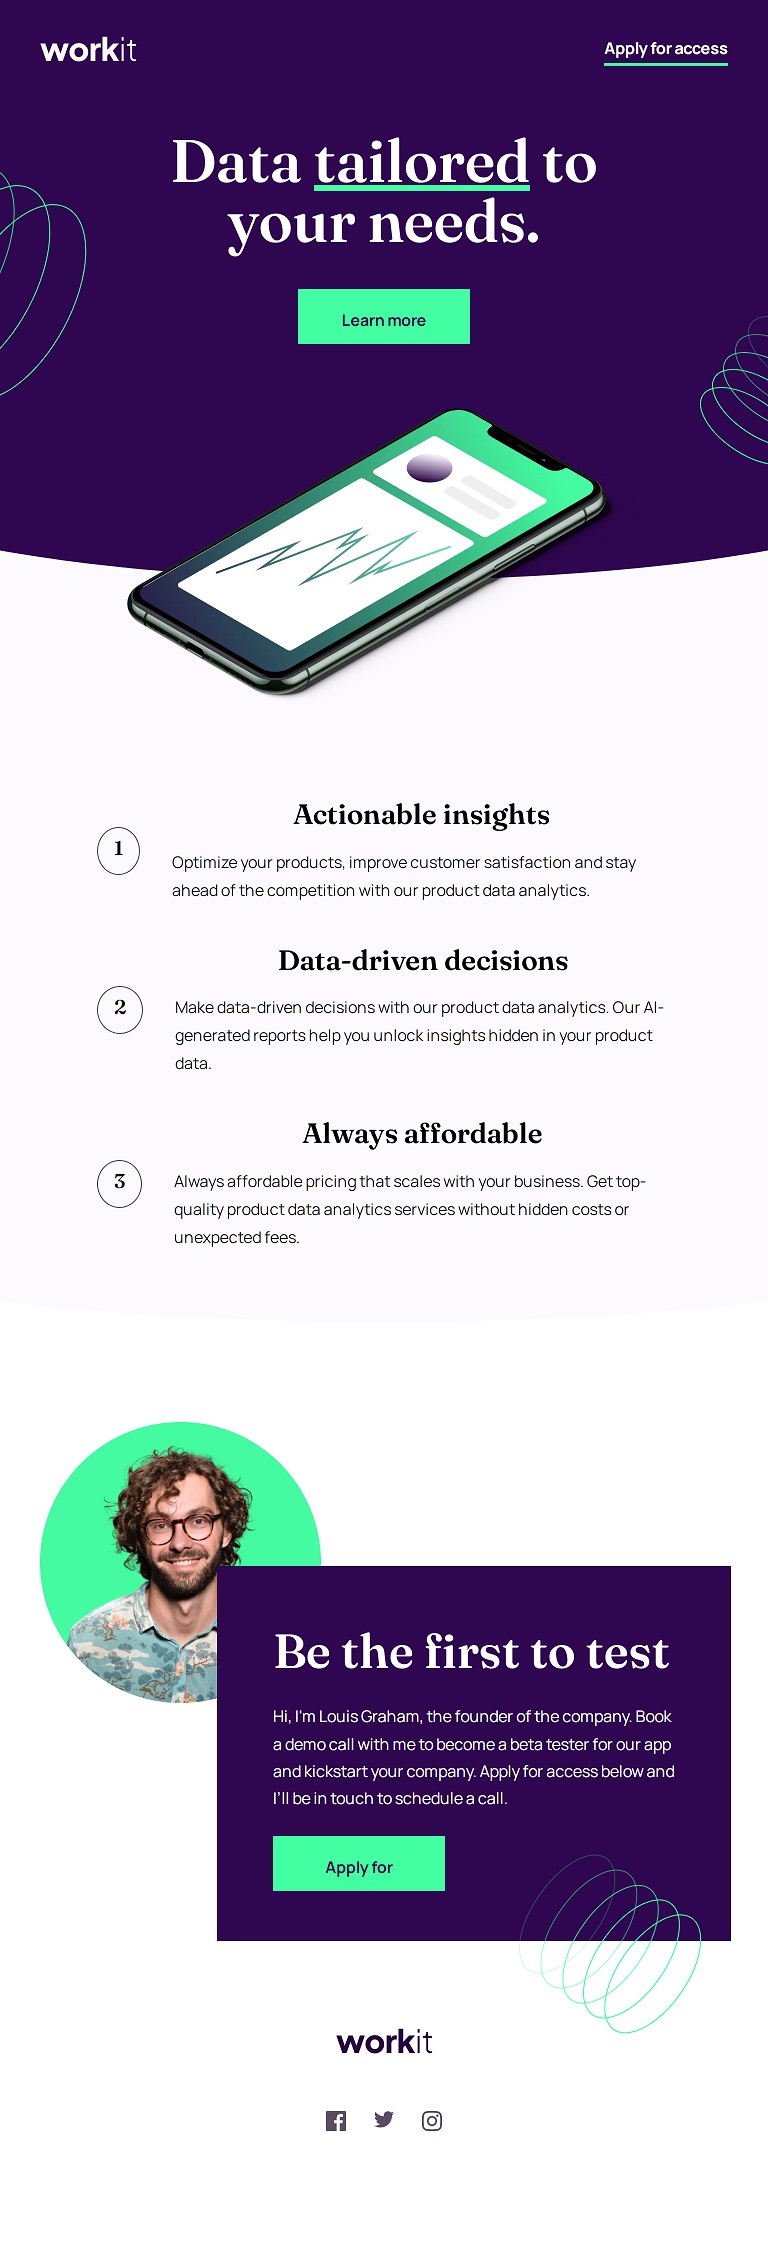 workit
Apply for access
Data tailored to
your needs.
Learn more
Actionable insights
1
Optimize your products, improve customer satisfaction and stay
ahead of the competition with our product data analytics.
Data-driven decisions
2
Make data-driven decisions with our product data analytics. Our AI-
generated reports help you unlock insights hidden in your product
data.
Always affordable
3
Always affordable pricing that scales with your business. Get top-
quality product data analytics services without hidden costs or
unexpected fees.
Be the first to test
Hi, I'm Louis Graham, the founder of the company. Book
a demo call with me to become a beta tester for our app
and kickstart your company. Apply for access below and
I'll be in touch to schedule a call.
Apply for
workit